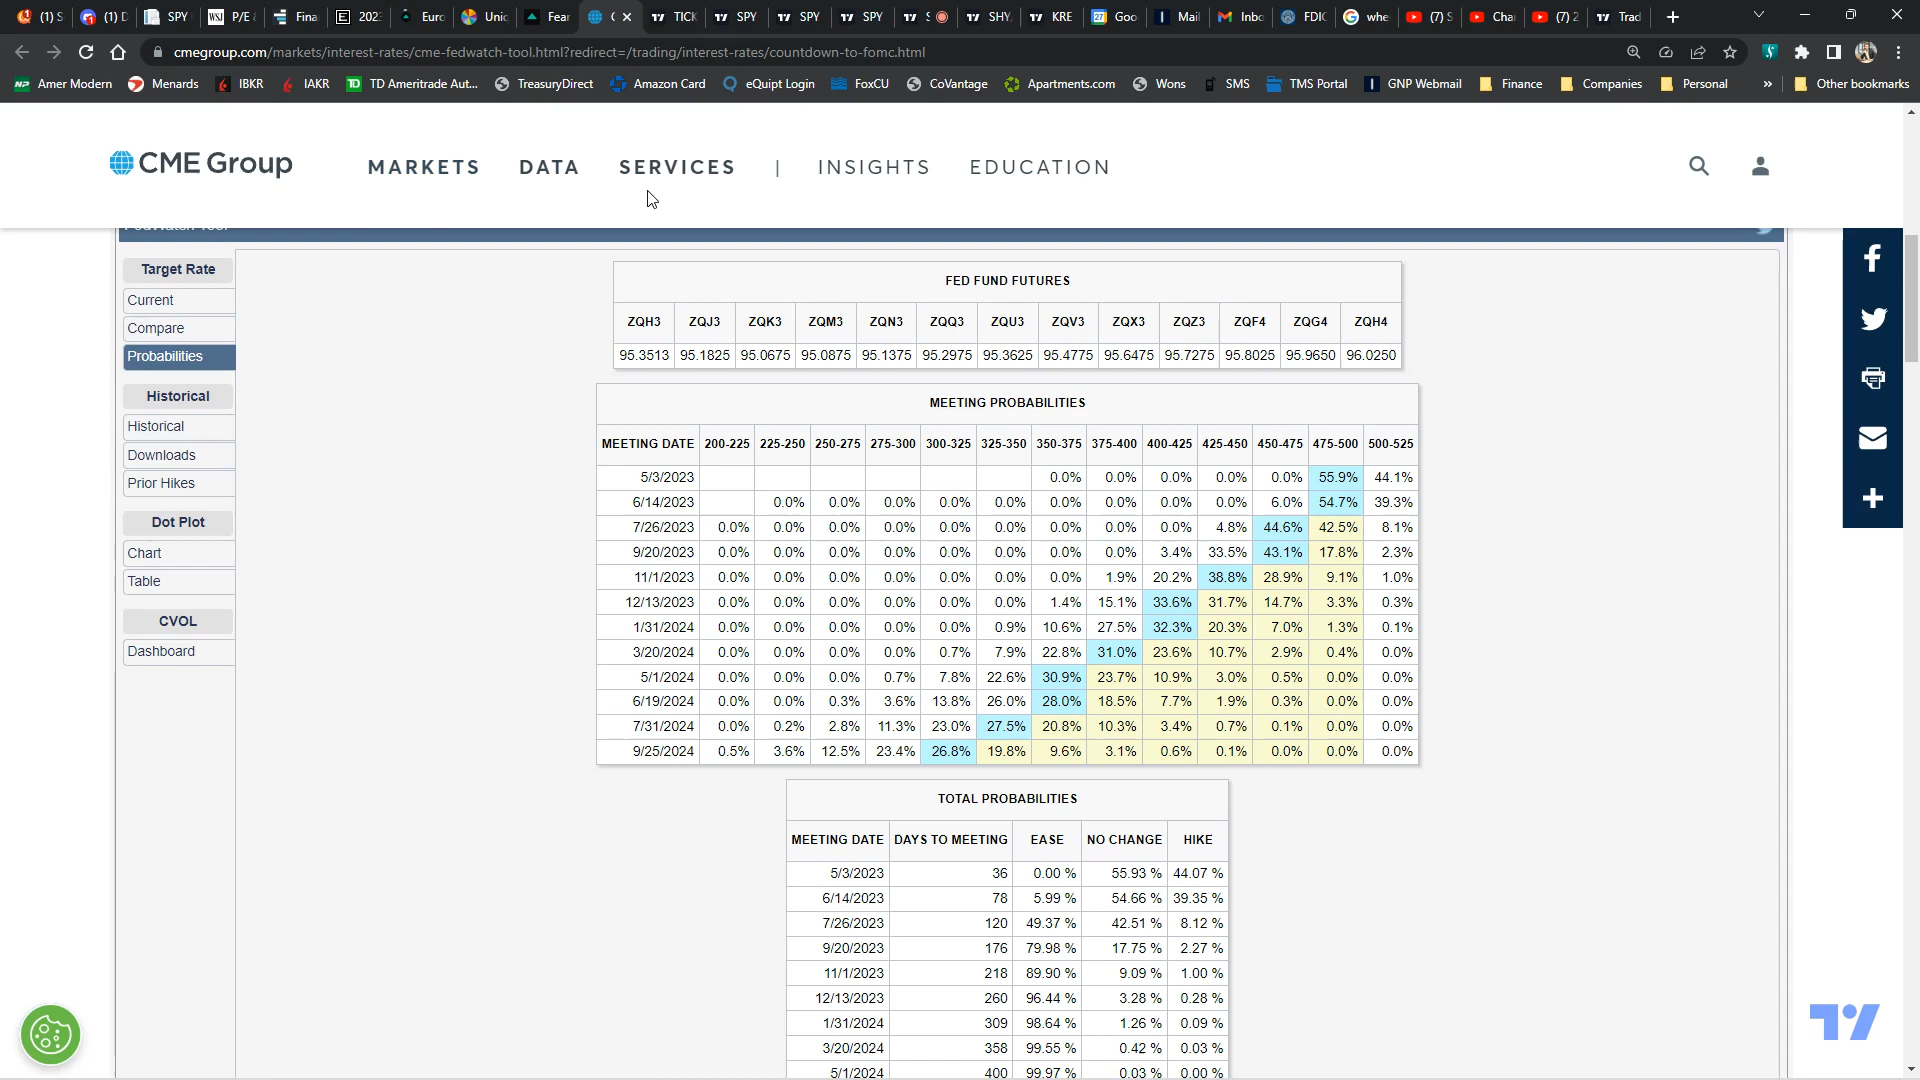 (1) S
(1) D
SPY
WSJ P/E
Fina
202
Euro
Unic
Fear
TICK
SPY
SPY
SPY
SHY
KRE
Goo
Mail
Inbo
FDIC
whe
(7) S
Cha
(7) 2
Trad
cmegroup.com/markets/interest-rates/cme-fedwatch-tool.html?redirect=/trading/interest-rates/countdown-to-fomc.html
Amer Modern
Menards
IBKR
IAKR
TD Ameritrade Aut...
TreasuryDirect
Amazon Card
eQuipt Login
FoxCU
CoVantage
Apartments.com
Wons
SMS
TMS Portal
GNP Webmail
Finance
Companies
Personal
»
Other bookmarks
CME Group
MARKETS DATA SERVICES | INSIGHTS EDUCATION
Target Rate
Current
Compare
Probabilities
Historical
Historical
Downloads
Prior Hikes
Dot Plot
Chart
Table
CVOL
Dashboard
FED FUND FUTURES
ZQH3 ZQJ3 ZQK3 ZQM3 ZQN3 ZQQ3 ZQU3 ZQV3 ZQX3 ZQZ3 ZQF4 ZQG4 ZQH4
95.3513 95.1825 95.0675 95.0875 95.1375 95.2975 95.3625 95.4775 95.6475 95.7275 95.8025 95.9650 96.0250
MEETING PROBABILITIES
MEETING DATE 200-225 225-250 250-275 275-300 300-325 325-350 350-375 375-400 400-425 425-450 450-475 475-500 500-525
5/3/2023 0.0% 0.0% 0.0% 0.0% 0.0% 55.9% 44.1%
6/14/2023 0.0% 0.0% 0.0% 0.0% 0.0% 0.0% 0.0% 0.0% 0.0% 6.0% 54.7% 39.3%
7/26/2023 0.0% 0.0% 0.0% 0.0% 0.0% 0.0% 0.0% 0.0% 0.0% 4.8% 44.6% 42.5% 8.1%
9/20/2023 0.0% 0.0% 0.0% 0.0% 0.0% 0.0% 0.0% 0.0% 3.4% 33.5% 43.1% 17.8% 2.3%
11/1/2023 0.0% 0.0% 0.0% 0.0% 0.0% 0.0% 0.0% 1.9% 20.2% 38.8% 28.9% 9.1% 1.0%
12/13/2023 0.0% 0.0% 0.0% 0.0% 0.0% 0.0% 1.4% 15.1% 33.6% 31.7% 14.7% 3.3% 0.3%
1/31/2024 0.0% 0.0% 0.0% 0.0% 0.0% 0.9% 10.6% 27.5% 32.3% 20.3% 7.0% 1.3% 0.1%
3/20/2024 0.0% 0.0% 0.0% 0.0% 0.7% 7.9% 22.8% 31.0% 23.6% 10.7% 2.9% 0.4% 0.0%
5/1/2024 0.0% 0.0% 0.0% 0.7% 7.8% 22.6% 30.9% 23.7% 10.9% 3.0% 0.5% 0.0% 0.0%
6/19/2024 0.0% 0.0% 0.3% 3.6% 13.8% 26.0% 28.0% 18.5% 7.7% 1.9% 0.3% 0.0% 0.0%
7/31/2024 0.0% 0.2% 2.8% 11.3% 23.0% 27.5% 20.8% 10.3% 3.4% 0.7% 0.1% 0.0% 0.0%
9/25/2024 0.5% 3.6% 12.5% 23.4% 26.8% 19.8% 9.6% 3.1% 0.6% 0.1% 0.0% 0.0% 0.0%
TOTAL PROBABILITIES
MEETING DATE DAYS TO MEETING EASE NO CHANGE HIKE
5/3/2023 36 0.00 % 55.93 % 44.07 %
6/14/2023 78 5.99 % 54.66 % 39.35 %
7/26/2023 120 49.37 % 42.51 % 8.12 %
9/20/2023 176 79.98 % 17.75 % 2.27 %
11/1/2023 218 89.90 % 9.09 % 1.00 %
12/13/2023 260 96.44 % 3.28 % 0.28 %
1/31/2024 309 98.64 % 1.26 % 0.09 %
3/20/2024 358 99.55 % 0.42 % 0.03 %
5/1/2024 400 99.97 % 0.03 % 0.00 %